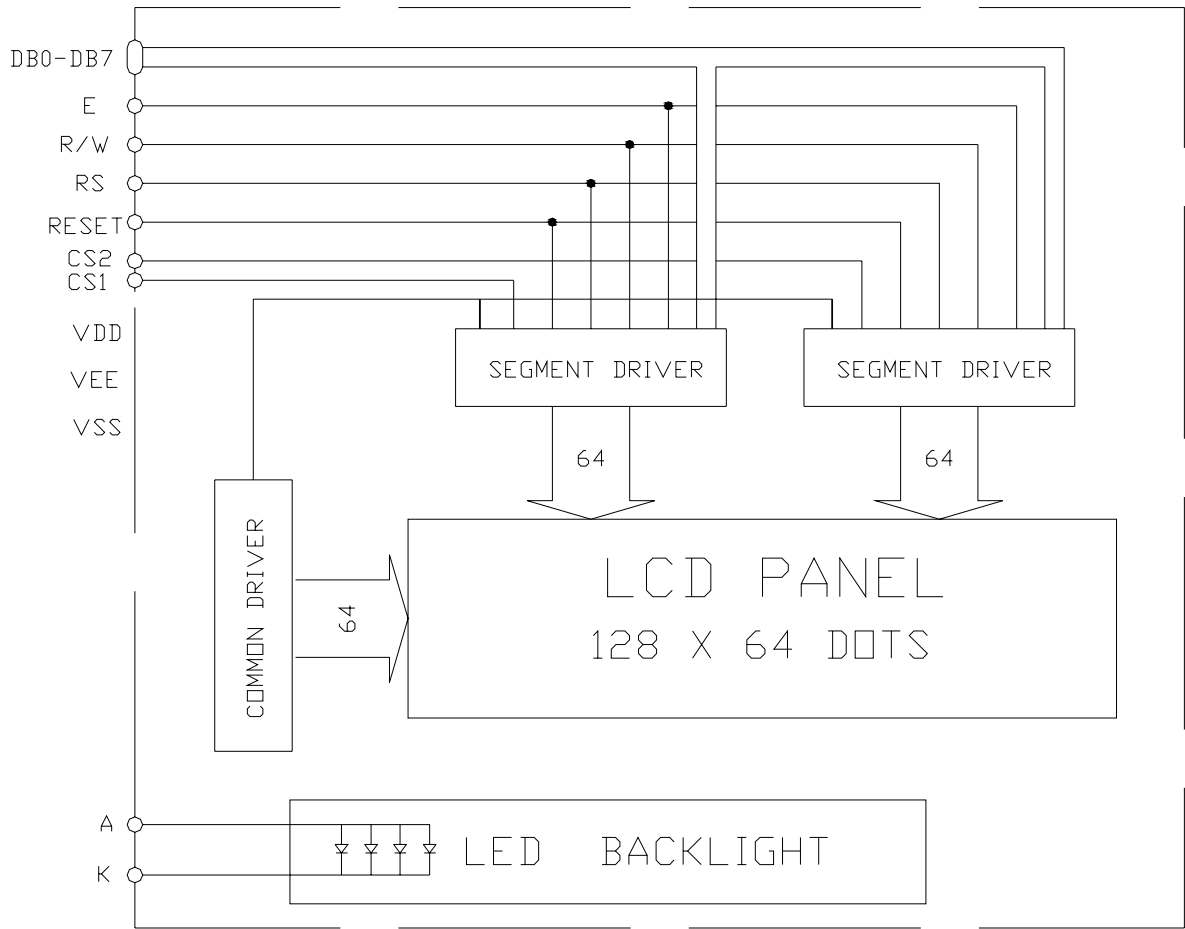 DB0-DB7
E
R/W
RS
RESET
CS2
CS1
VDD
VEE
VSS
SEGMENT DRIVER
SEGMENT DRIVER
64
64
COMMON DRIVER
64
LCD PANEL
128 X 64 DOTS
A
K
LED BACKLIGHT